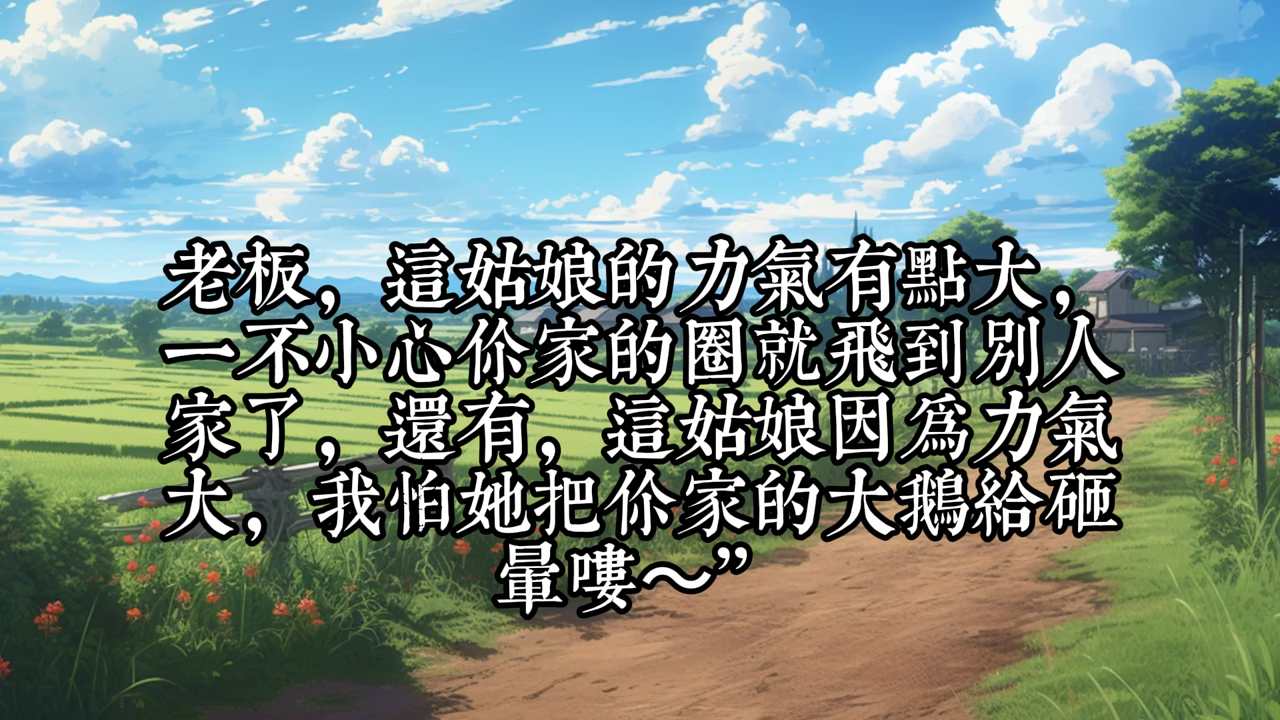 老板，這姑娘的力氣有點大，
一不小心你家的圈就飛到別人
家了，還有，這姑娘因爲力氣
大，我怕她把你家的大鵝給砸
暈嘍～”